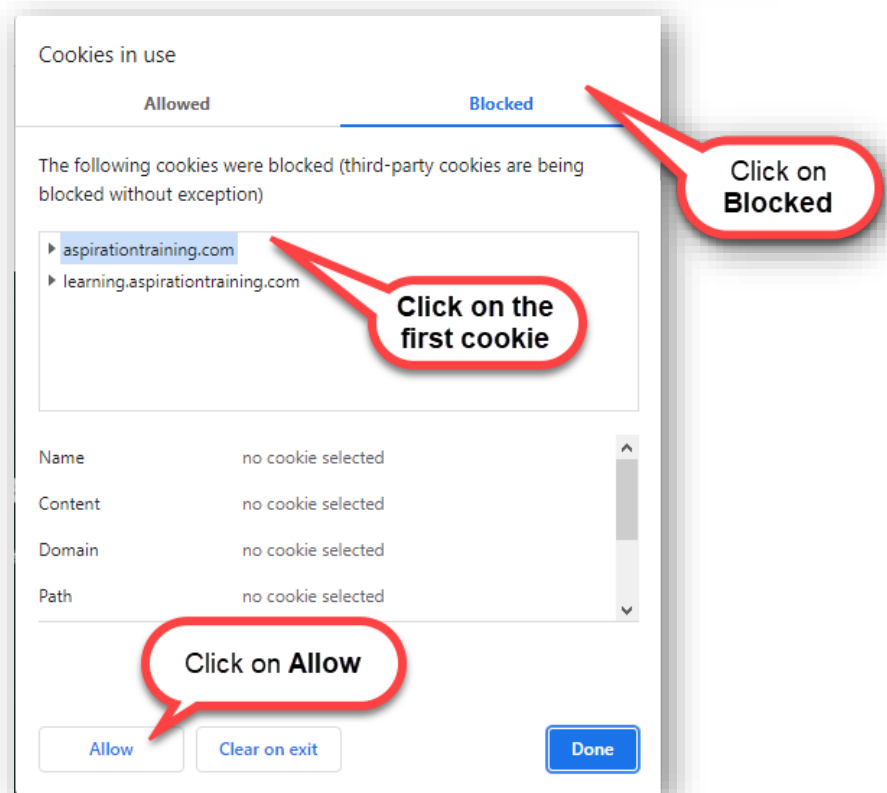 Cookies in use
Allowed
Blocked
The following cookies were blocked (third-party cookies are being
blocked without exception)
Click on
Blocked
aspirationtraining.com
learning.aspirationtraining.com
Click on the
first cookie
Name no cookie selected
Content no cookie selected
Domain no cookie selected
Path no cookie selected
Click on Allow
Allow
Clear on exit
Done